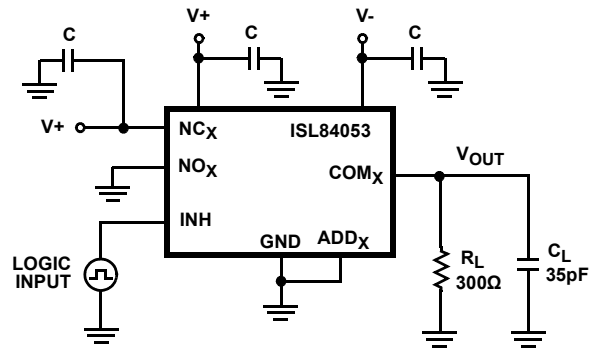 V+
V-
C
C
C
V+
NCX
ISL84053
NOX
COMX
VOUT
INH
GND
ADDX
LOGIC
INPUT
RL
300Ω
CL
35pF